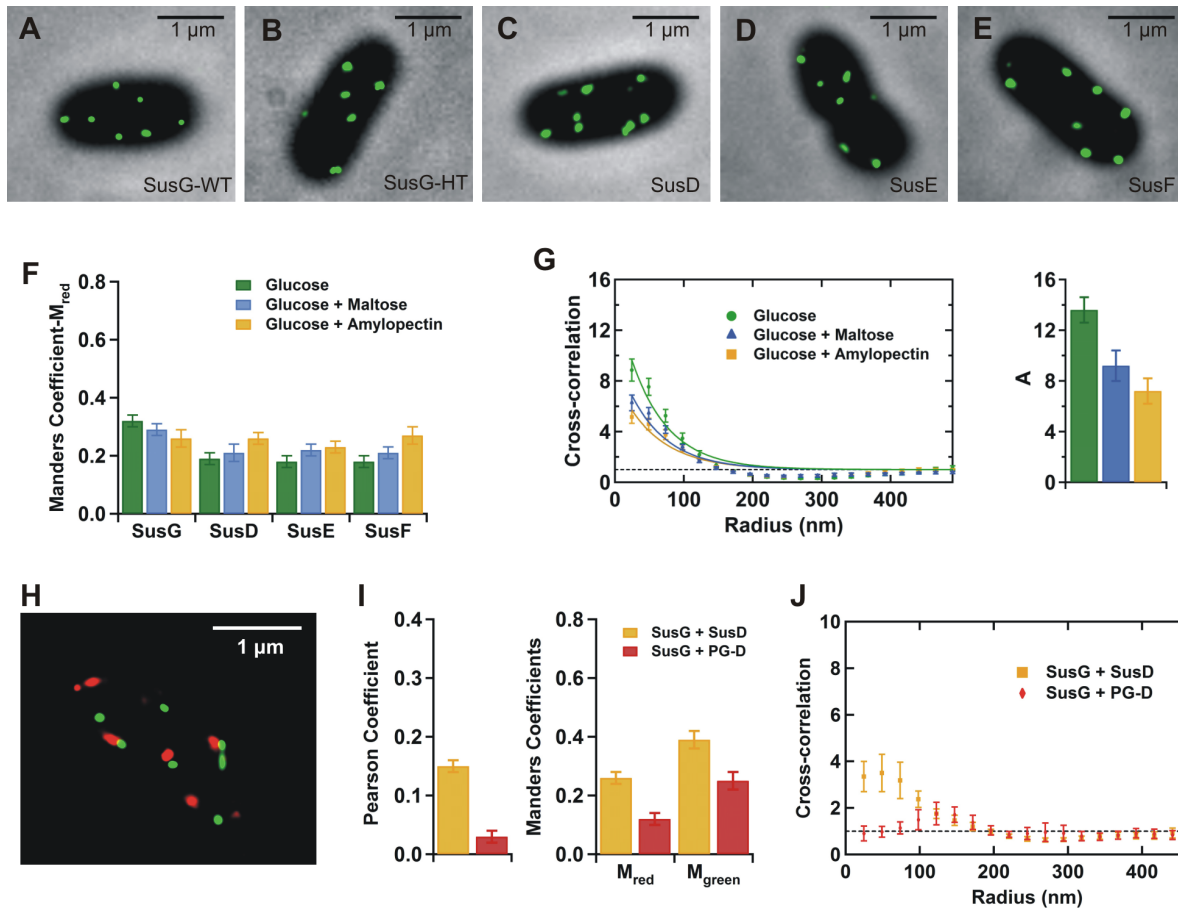 A
1 µm
SusG-WT
B
1 µm
SusG-HT
C
1 µm
SusD
D
1 µm
SusE
E
1 µm
SusF
F
Manders Coefficient-Mred
0.8
0.6
0.4
0.2
0.0
Glucose
Glucose + Maltose
Glucose + Amylopectin
SusG SusD SusE SusF
G
Cross-correlation
16
12
8
4
0
Glucose
Glucose + Maltose
Glucose + Amylopectin
0 100 200 300 400
Radius (nm)
A
16
12
8
4
0
H
1 µm
I
Pearson Coefficient
0.4
0.3
0.2
0.1
0.0
Manders Coefficients
0.8
0.6
0.4
0.2
0.0
SusG + SusD
SusG + PG-D
Mred Mgreen
J
Cross-correlation
10
8
6
4
2
0
SusG + SusD
SusG + PG-D
0 100 200 300 400
Radius (nm)